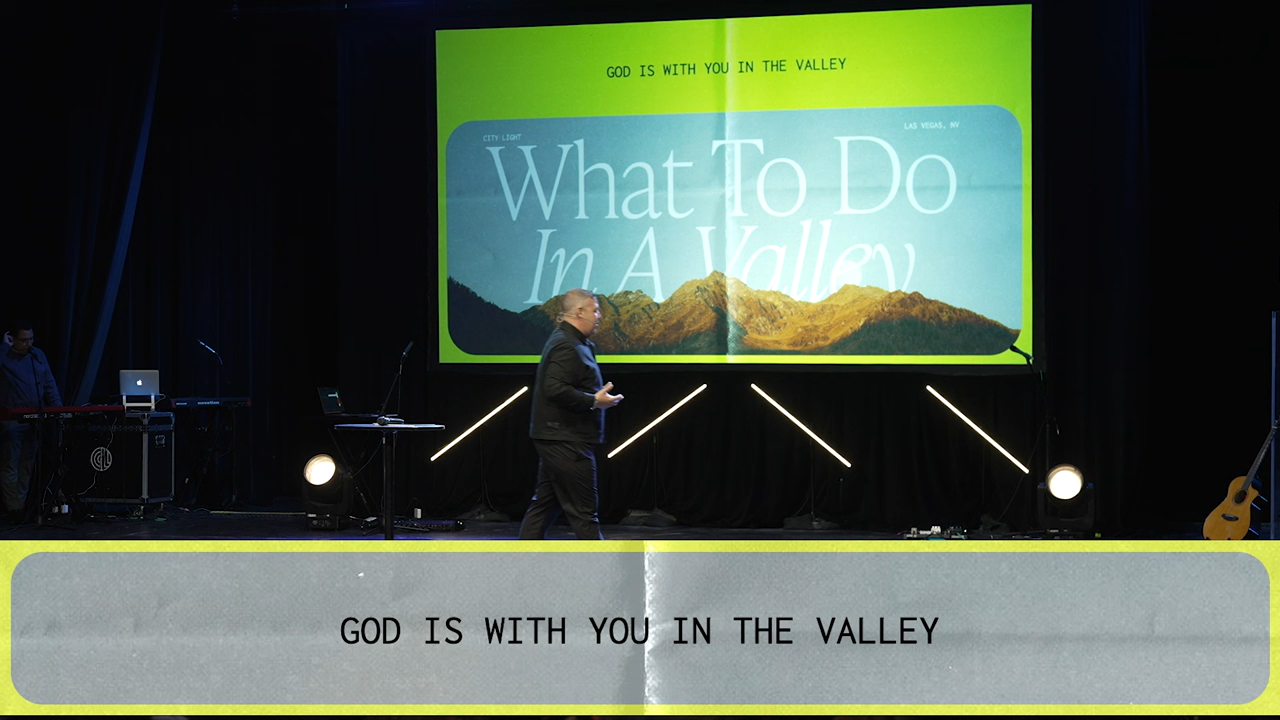 GOD IS WITH YOU IN THE VALLEY
CITY LIGHT
LAS VEGAS, NV
What To Do
In A Valley
GOD IS WITH YOU IN THE VALLEY